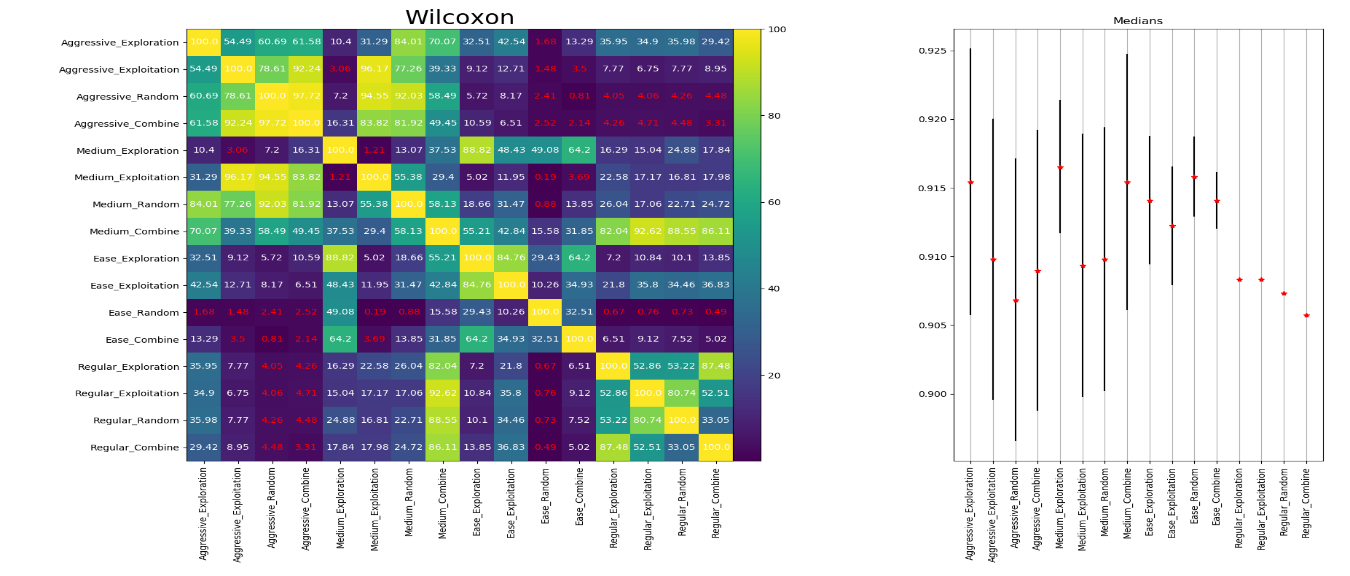 Wilcoxon
Aggressive_Exploration 100.0 54.49 60.69 61.58 10.4 31.29 84.01 70.07 32.51 42.54 1.68 13.29 35.95 34.9 35.98 29.42
Aggressive_Exploitation 54.49 100.0 78.61 92.24 3.06 96.17 77.26 39.33 9.12 12.71 1.48 3.5 7.77 6.75 7.77 8.95
Aggressive_Random 60.69 78.61 100.0 97.72 7.2 94.55 92.03 58.49 5.72 8.17 2.41 0.81 4.05 4.06 4.26 4.48
Aggressive_Combine 61.58 92.24 97.72 100.0 16.31 83.82 81.92 49.45 10.59 6.51 2.52 2.14 4.26 4.71 4.48 3.31
Medium_Exploration 10.4 3.06 7.2 16.31 100.0 1.21 13.07 37.53 88.82 48.43 49.08 64.2 16.29 15.04 24.88 17.84
Medium_Exploitation 31.29 96.17 94.55 83.82 1.21 100.0 55.38 29.4 5.02 11.95 0.19 3.69 22.58 17.17 16.81 17.98
Medium_Random 84.01 77.26 92.03 81.92 13.07 55.38 100.0 58.13 18.66 31.47 0.88 13.85 26.04 17.06 22.71 24.72
Medium_Combine 70.07 39.33 58.49 49.45 37.53 29.4 58.13 100.0 55.21 42.84 15.58 31.85 82.04 92.62 88.55 86.11
Ease_Exploration 32.51 9.12 5.72 10.59 88.82 5.02 18.66 55.21 100.0 84.76 29.43 64.2 7.2 10.84 10.1 13.85
Ease_Exploitation 42.54 12.71 8.17 6.51 48.43 11.95 31.47 42.84 84.76 100.0 10.26 34.93 21.8 35.8 34.46 36.83
Ease_Random 1.68 1.48 2.41 2.52 49.08 0.19 0.88 15.58 29.43 10.26 100.0 32.51 0.67 0.76 0.73 0.49
Ease_Combine 13.29 3.5 0.81 2.14 64.2 3.69 13.85 31.85 64.2 34.93 32.51 100.0 6.51 9.12 7.52 5.02
Regular_Exploration 35.95 7.77 4.05 4.26 16.29 22.58 26.04 82.04 7.2 21.8 0.67 6.51 100.0 52.86 53.22 87.48
Regular_Exploitation 34.9 6.75 4.06 4.71 15.04 17.17 17.06 92.62 10.84 35.8 0.76 9.12 52.86 100.0 80.74 52.51
Regular_Random 35.98 7.77 4.26 4.48 24.88 16.81 22.71 88.55 10.1 34.46 0.73 7.52 53.22 80.74 100.0 33.05
Regular_Combine 29.42 8.95 4.48 3.31 17.84 17.98 24.72 86.11 13.85 36.83 0.49 5.02 87.48 52.51 33.05 100.0
Aggressive_Exploration
Aggressive_Exploitation
Aggressive_Random
Aggressive_Combine
Medium_Exploration
Medium_Exploitation
Medium_Random
Medium_Combine
Ease_Exploration
Ease_Exploitation
Ease_Random
Ease_Combine
Regular_Exploration
Regular_Exploitation
Regular_Random
Regular_Combine
100
80
60
40
20
Medians
0.925
0.920
0.915
0.910
0.905
0.900
Aggressive_Exploration
Aggressive_Exploitation
Aggressive_Random
Aggressive_Combine
Medium_Exploration
Medium_Exploitation
Medium_Random
Medium_Combine
Ease_Exploration
Ease_Exploitation
Ease_Random
Ease_Combine
Regular_Exploration
Regular_Exploitation
Regular_Random
Regular_Combine